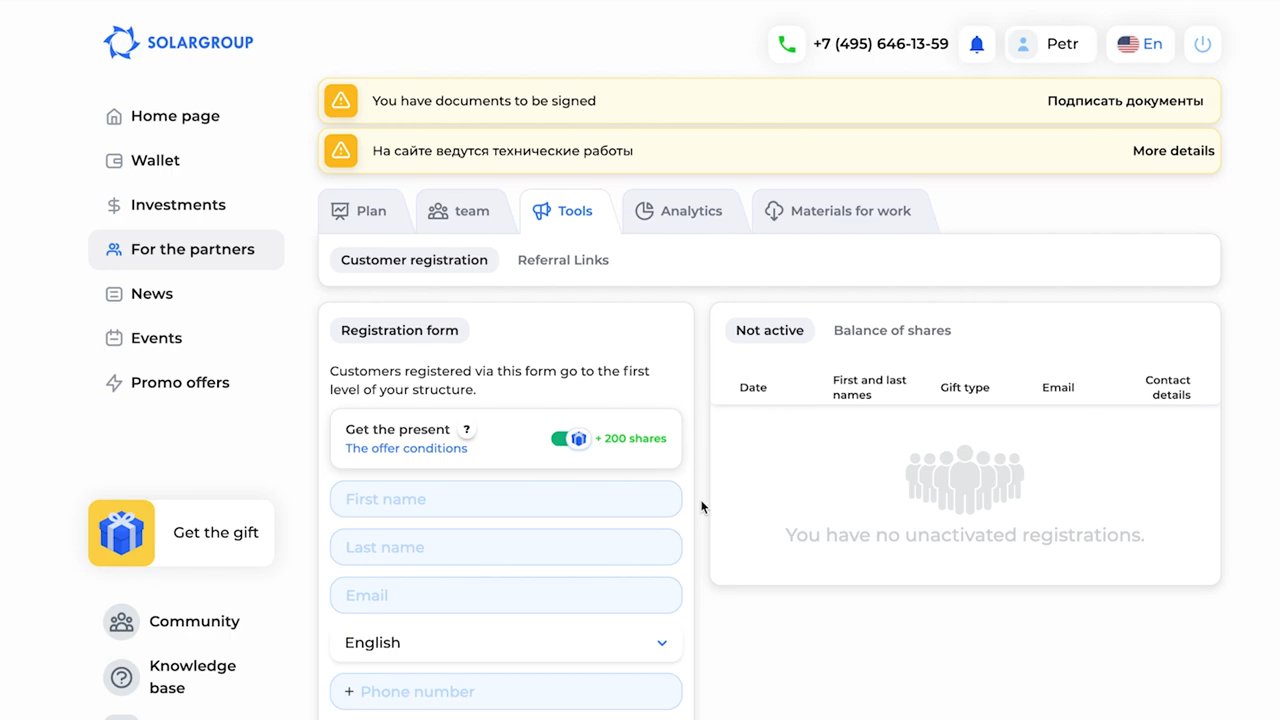 SOLARGROUP
+7 (495) 646-13-59
Petr
En
Home page
Wallet
Investments
For the partners
News
Events
Promo offers
Get the gift
Community
Knowledge
base
You have documents to be signed
Подписать документы
На сайте ведутся технические работы
More details
Plan
team
Tools
Analytics
Materials for work
Customer registration
Referral Links
Registration form
Customers registered via this form go to the first
level of your structure.
Get the present ?
The offer conditions
+ 200 shares
First name
Last name
Email
English
+ Phone number
Not active
Balance of shares
Date
First and last
names
Gift type
Email
Contact
details
You have no unactivated registrations.